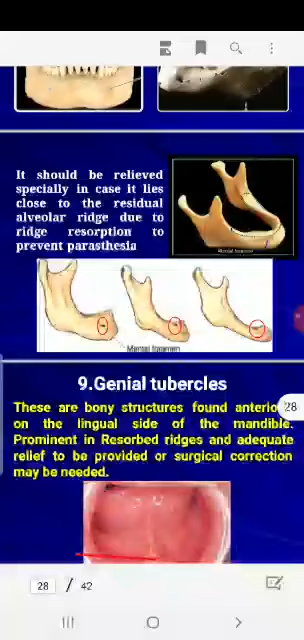 It should be relieved
specially in case it lies
close to the residual
alveolar ridge due to
ridge resorption to
prevent parasthesia
Mental foramen
Mental foramen
9.Genial tubercles
These are bony structures found
28
on the lingual side of the mandible.
Prominent in Resorbed ridges and adequate
relief to be provided or surgical correction
may be needed.
28 / 42